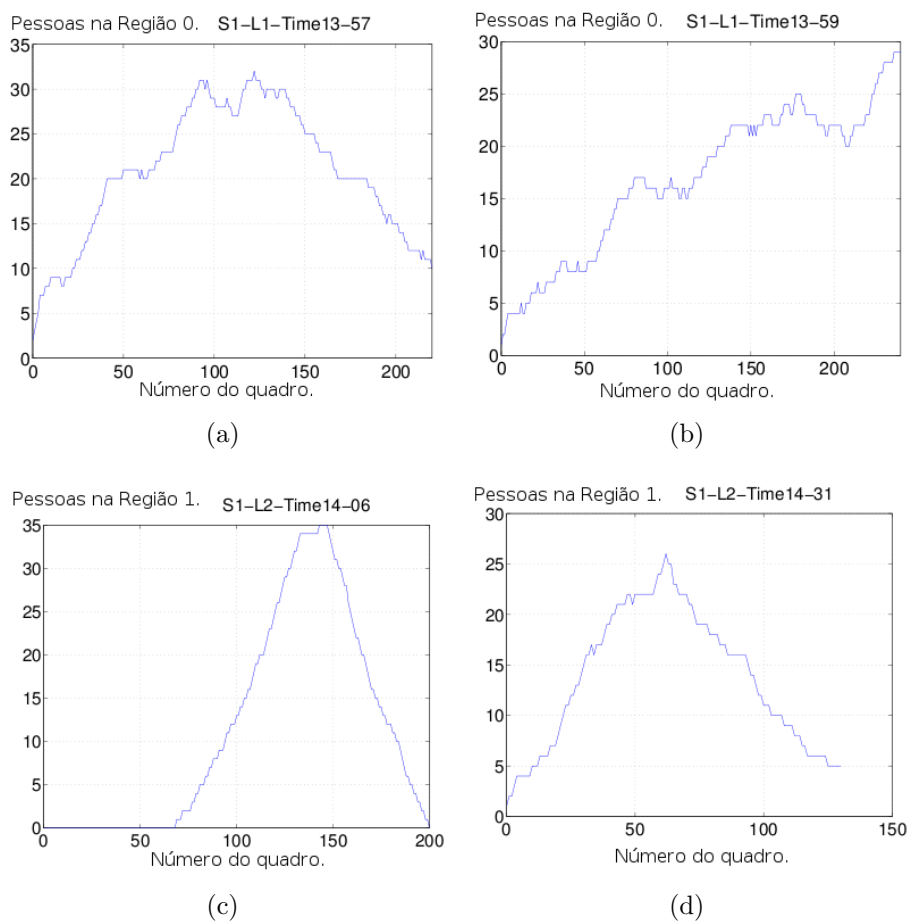 Pessoas na Região 0. S1-L1-Time13-57
35
30
25
20
15
10
5
0
0 50 100 150 200
Número do quadro.
(a)
Pessoas na Região 0. S1-L1-Time13-59
30
25
20
15
10
5
0
0 50 100 150 200
Número do quadro.
(b)
Pessoas na Região 1. S1-L2-Time14-06
35
30
25
20
15
10
5
0
0 50 100 150 200
Número do quadro.
(c)
Pessoas na Região 1. S1-L2-Time14-31
30
25
20
15
10
5
0
0 50 100 150
Número do quadro.
(d)